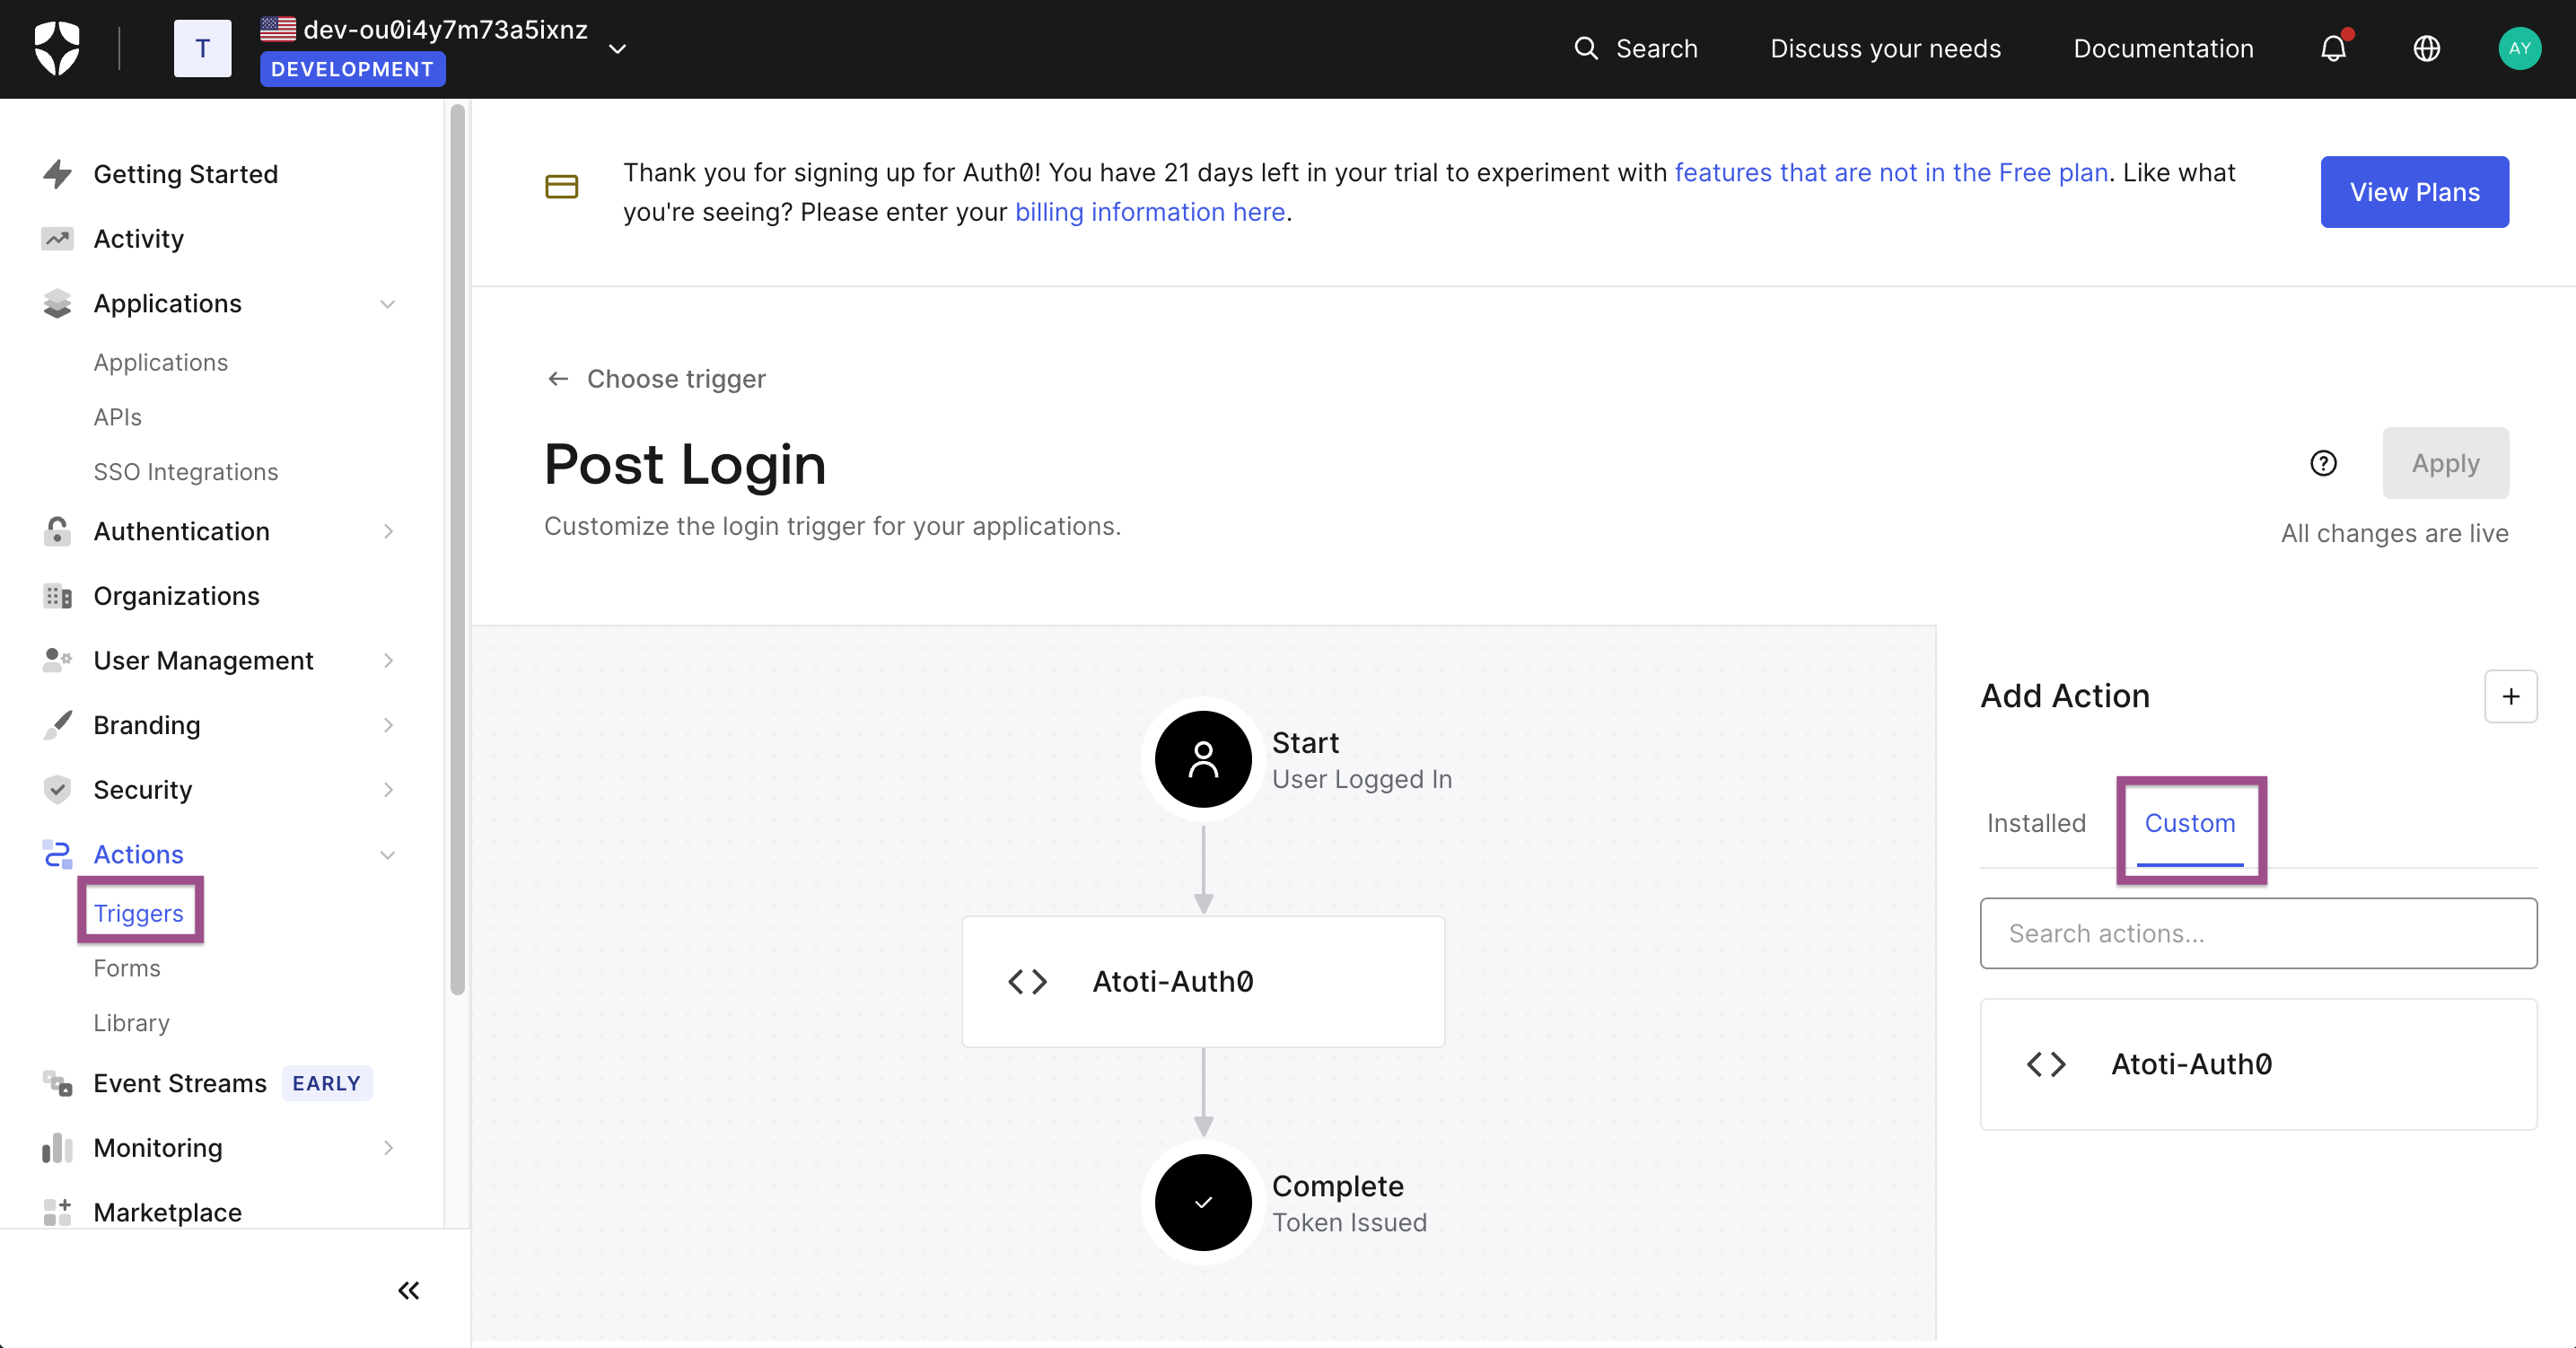 T
dev-ou0i4y7m73a5ixnz
DEVELOPMENT
Search
Discuss your needs
Documentation
AY
Getting Started
Activity
Applications
Applications
APIs
SSO Integrations
Authentication
Organizations
User Management
Branding
Security
Actions
Triggers
Forms
Library
Event Streams EARLY
Monitoring
Marketplace
Thank you for signing up for Auth0! You have 21 days left in your trial to experiment with features that are not in the Free plan. Like what
you're seeing? Please enter your billing information here.
View Plans
Choose trigger
Post Login
Customize the login trigger for your applications.
Apply
All changes are live
Start
User Logged In
Atoti-Auth0
Complete
Token Issued
Add Action
Installed
Custom
Search actions...
Atoti-Auth0